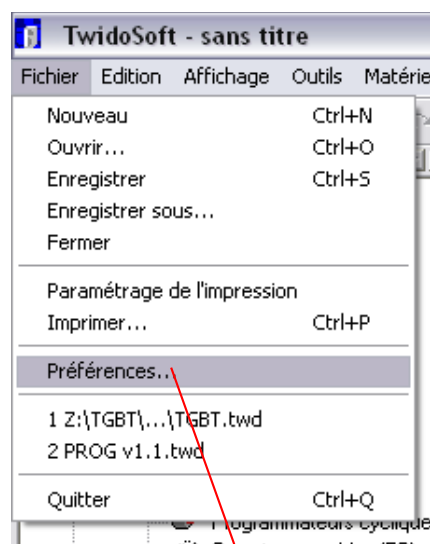 TwidoSoft - sans titre
Fichier Edition Affichage Outils Matérie
Nouveau Ctrl+N
Ouvrir... Ctrl+O
Enregistrer Ctrl+S
Enregistrer sous...
Fermer
Paramétrage de l'impression
Imprimer... Ctrl+P
Préférences...
1 Z:\TGBT\...\TGBT.twd
2 PROG v1.1.twd
Quitter Ctrl+Q
Programmateurs cyclique